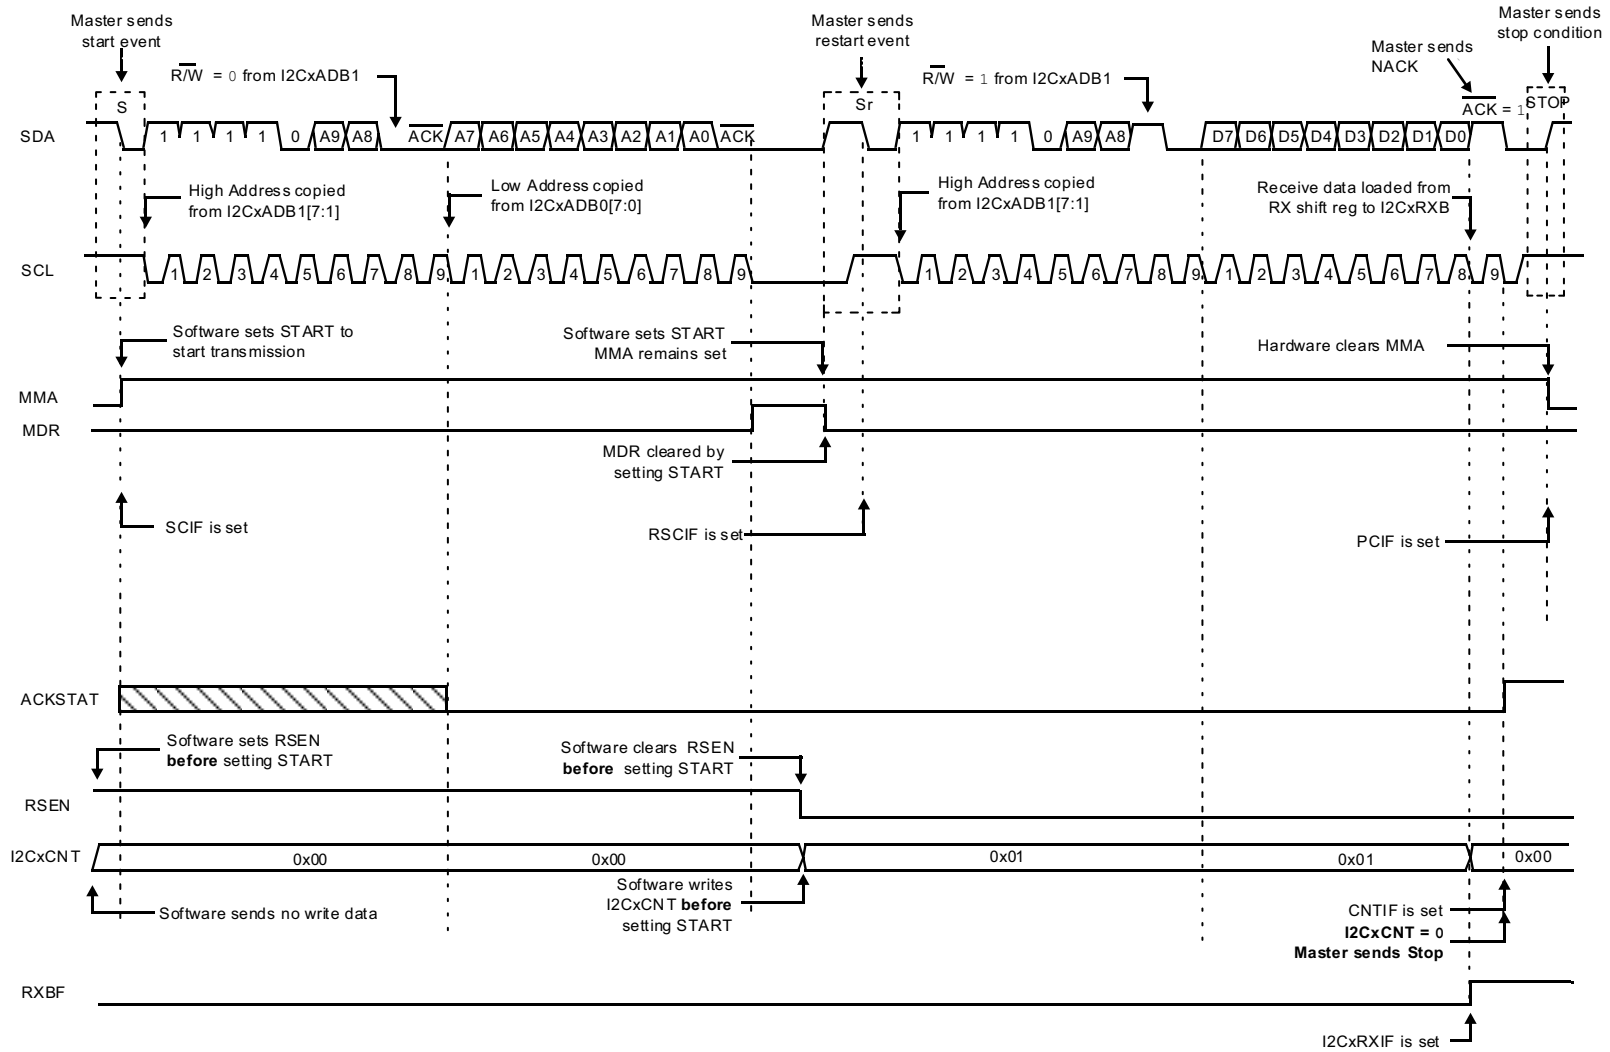 Master sends
start event
Master sends
restart event
Master sends
stop condition
Master sends
NACK
R/W = 0 from I2CxADB1
R/W = 1 from I2CxADB1
S
Sr
ACK = 1
STOP
SDA
1 1 1 1 0 A9 A8 ACK A7 A6 A5 A4 A3 A2 A1 A0 ACK 1 1 1 1 0 A9 A8 D7 D6 D5 D4 D3 D2 D1 D0
High Address copied
from I2CxADB1[7:1]
Low Address copied
from I2CxADB0[7:0]
High Address copied
from I2CxADB1[7:1]
Receive data loaded from
RX shift reg to I2CxRXB
SCL
1 2 3 4 5 6 7 8 9 1 2 3 4 5 6 7 8 9 1 2 3 4 5 6 7 8 9 1 2 3 4 5 6 7 8 9
Software sets START to
start transmission
Software sets START
MMA remains set
Hardware clears MMA
MMA
MDR
MDR cleared by
setting START
SCIF is set
RSCIF is set
PCIF is set
ACKSTAT
Software sets RSEN
before setting START
Software clears RSEN
before setting START
RSEN
I2CxCNT
0x00 0x00 0x01 0x01 0x00
Software sends no write data
Software writes
I2CxCNT before
setting START
CNTIF is set
I2CxCNT = 0
Master sends Stop
RXBF
I2CxRXIF is set